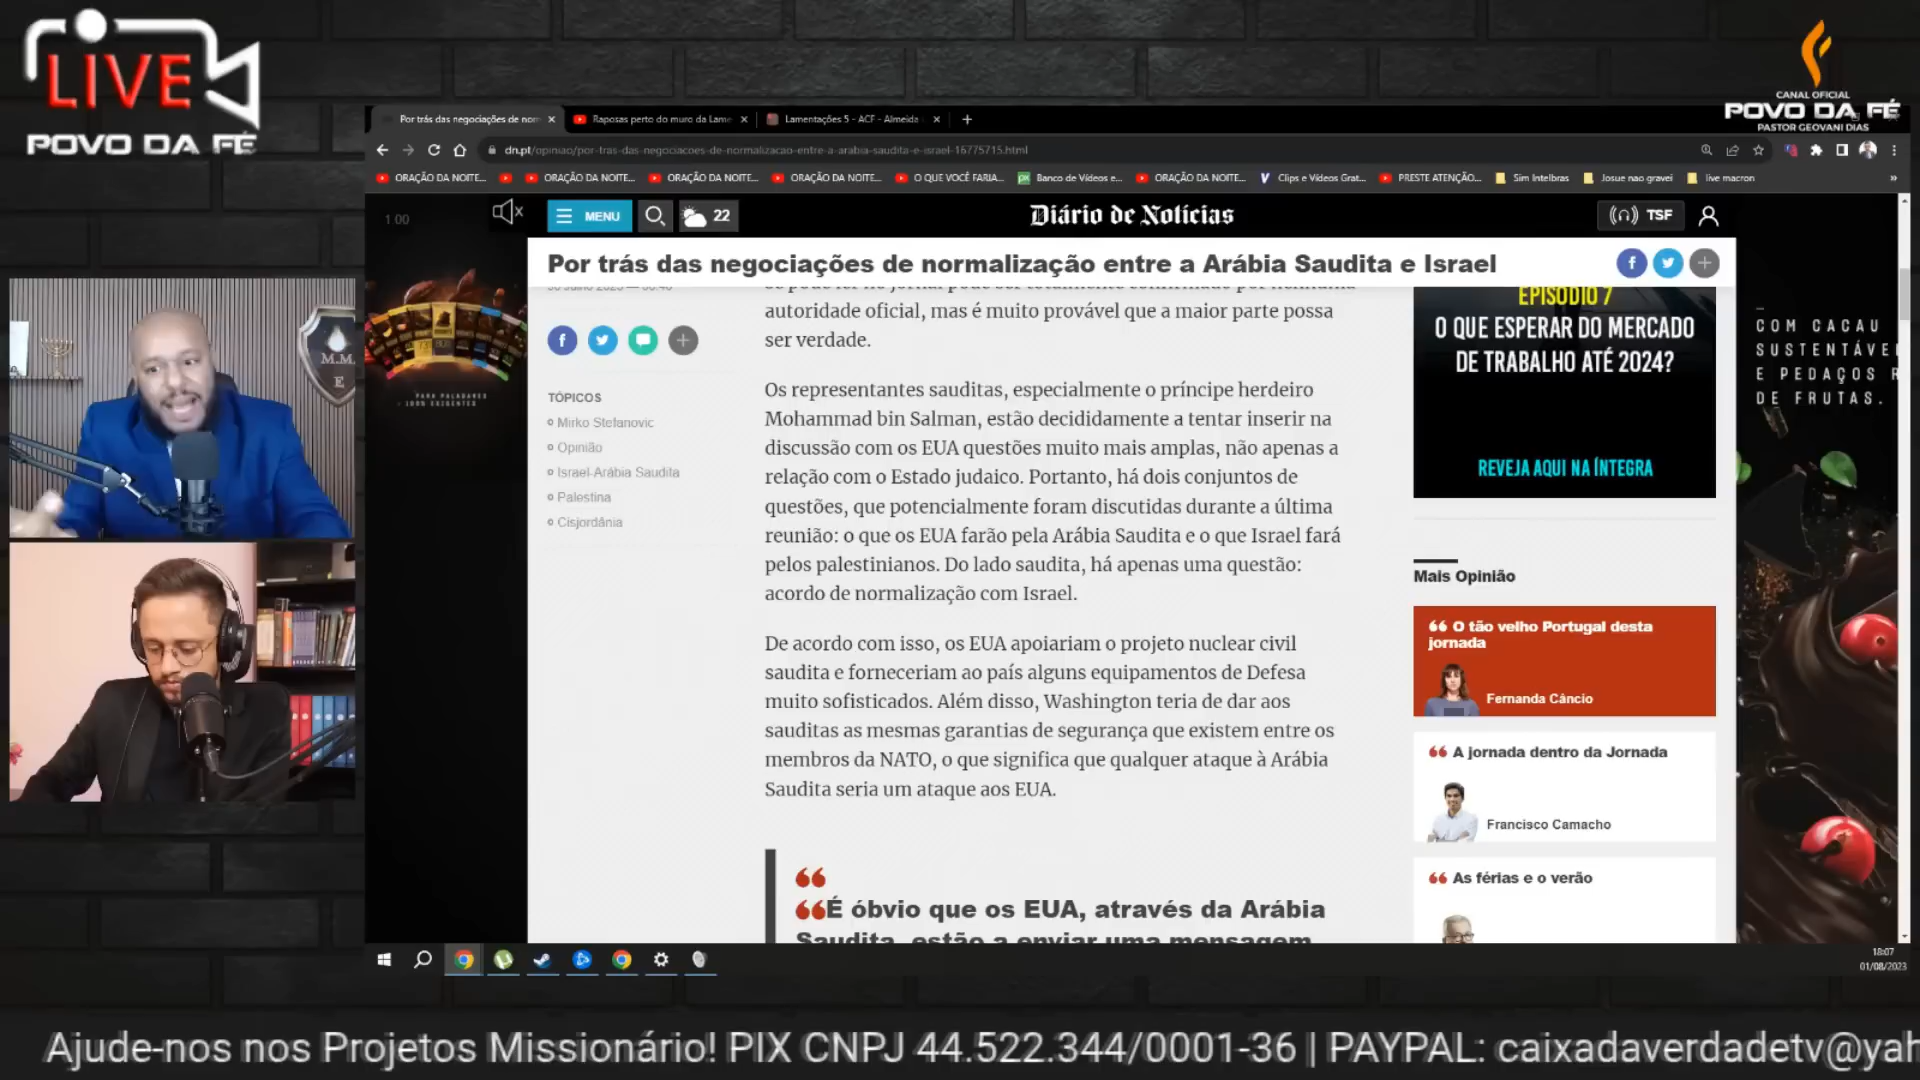 LIVE
POVO DA FÉ
CANAL OFICIAL
POVO DA FÉ
PASTOR GEOVANI DIAS
Por trás das negociações de nor
Raposas perto do muro da Lame
Lamentações 5 - ACF - Almeida
dn.pt/opiniao/por-tras-das-negociacoes-de-normalizacao-entre-a-arabia-saudita-e-israel-16775715.html
ORAÇÃO DA NOITE... ORAÇÃO DA NOITE... ORAÇÃO DA NOITE... ORAÇÃO DA NOITE... O QUE VOCÊ FARIA... Banco de Vídeos e... ORAÇÃO DA NOITE... Clips e Vídeos Grat... PRESTE ATENÇÃO... Sim Intelbras Josue nao gravei live macron
1 00
MENU
22
Diário de Notícias
TSF
Por trás das negociações de normalização entre a Arábia Saudita e Israel
autoridade oficial, mas é muito provável que a maior parte possa
ser verdade.
TÓPICOS
Mirko Stefanovic
Opinião
Israel-Arábia Saudita
Palestina
Cisjordânia
Os representantes sauditas, especialmente o príncipe herdeiro
Mohammad bin Salman, estão decididamente a tentar inserir na
discussão com os EUA questões muito mais amplas, não apenas a
relação com o Estado judaico. Portanto, há dois conjuntos de
questões, que potencialmente foram discutidas durante a última
reunião: o que os EUA farão pela Arábia Saudita e o que Israel fará
pelos palestinianos. Do lado saudita, há apenas uma questão:
acordo de normalização com Israel.
De acordo com isso, os EUA apoiariam o projeto nuclear civil
saudita e forneceriam ao país alguns equipamentos de Defesa
muito sofisticados. Além disso, Washington teria de dar aos
sauditas as mesmas garantias de segurança que existem entre os
membros da NATO, o que significa que qualquer ataque à Arábia
Saudita seria um ataque aos EUA.
❝
❝É óbvio que os EUA, através da Arábia
Saudita, estão a enviar uma mensagem
EPISÓDIO 7
O QUE ESPERAR DO MERCADO
DE TRABALHO ATÉ 2024?
REVEJA AQUI NA ÍNTEGRA
Mais Opinião
❝ O tão velho Portugal desta
jornada
Fernanda Câncio
❝ A jornada dentro da Jornada
Francisco Camacho
❝ As férias e o verão
COM CACAU
SUSTENTÁVE
E PEDAÇOS R
DE FRUTAS.
PARA PALADARES
100% EXIGENTES
M.M.
E
18:07
01/08/2023
Ajude-nos nos Projetos Missionário! PIX CNPJ 44.522.344/0001-36 | PAYPAL: caixadaverdadetv@yah